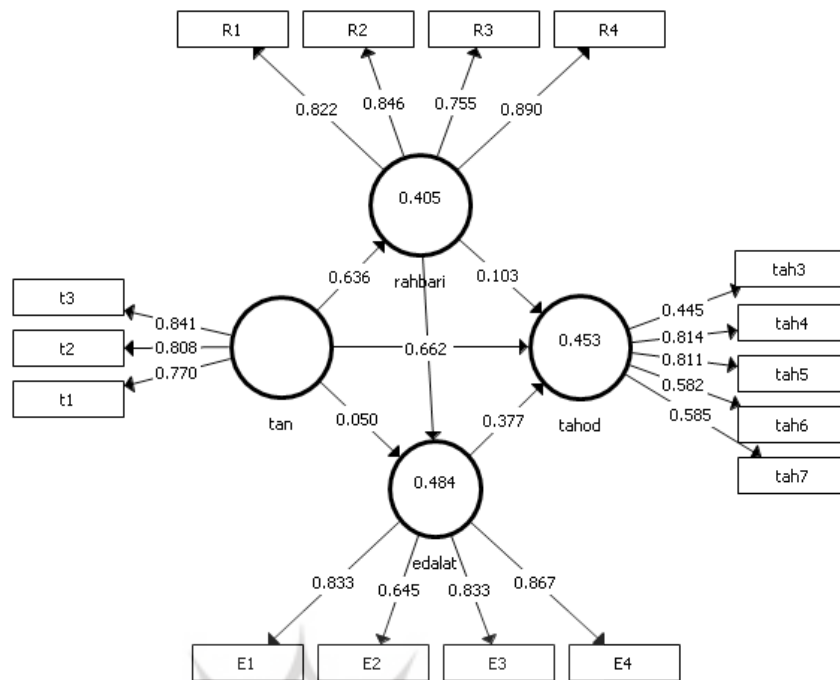 R1 R2 R3 R4
0.822 0.846 0.755 0.890
0.405
rahbari
0.636 0.103
t3 0.841
t2 0.808
t1 0.770
tan
0.662
0.050 0.377
0.453
tahod
0.445 tah3
0.814 tah4
0.811 tah5
0.582 tah6
0.585 tah7
0.484
edalat
0.833 0.645 0.833 0.867
E1 E2 E3 E4